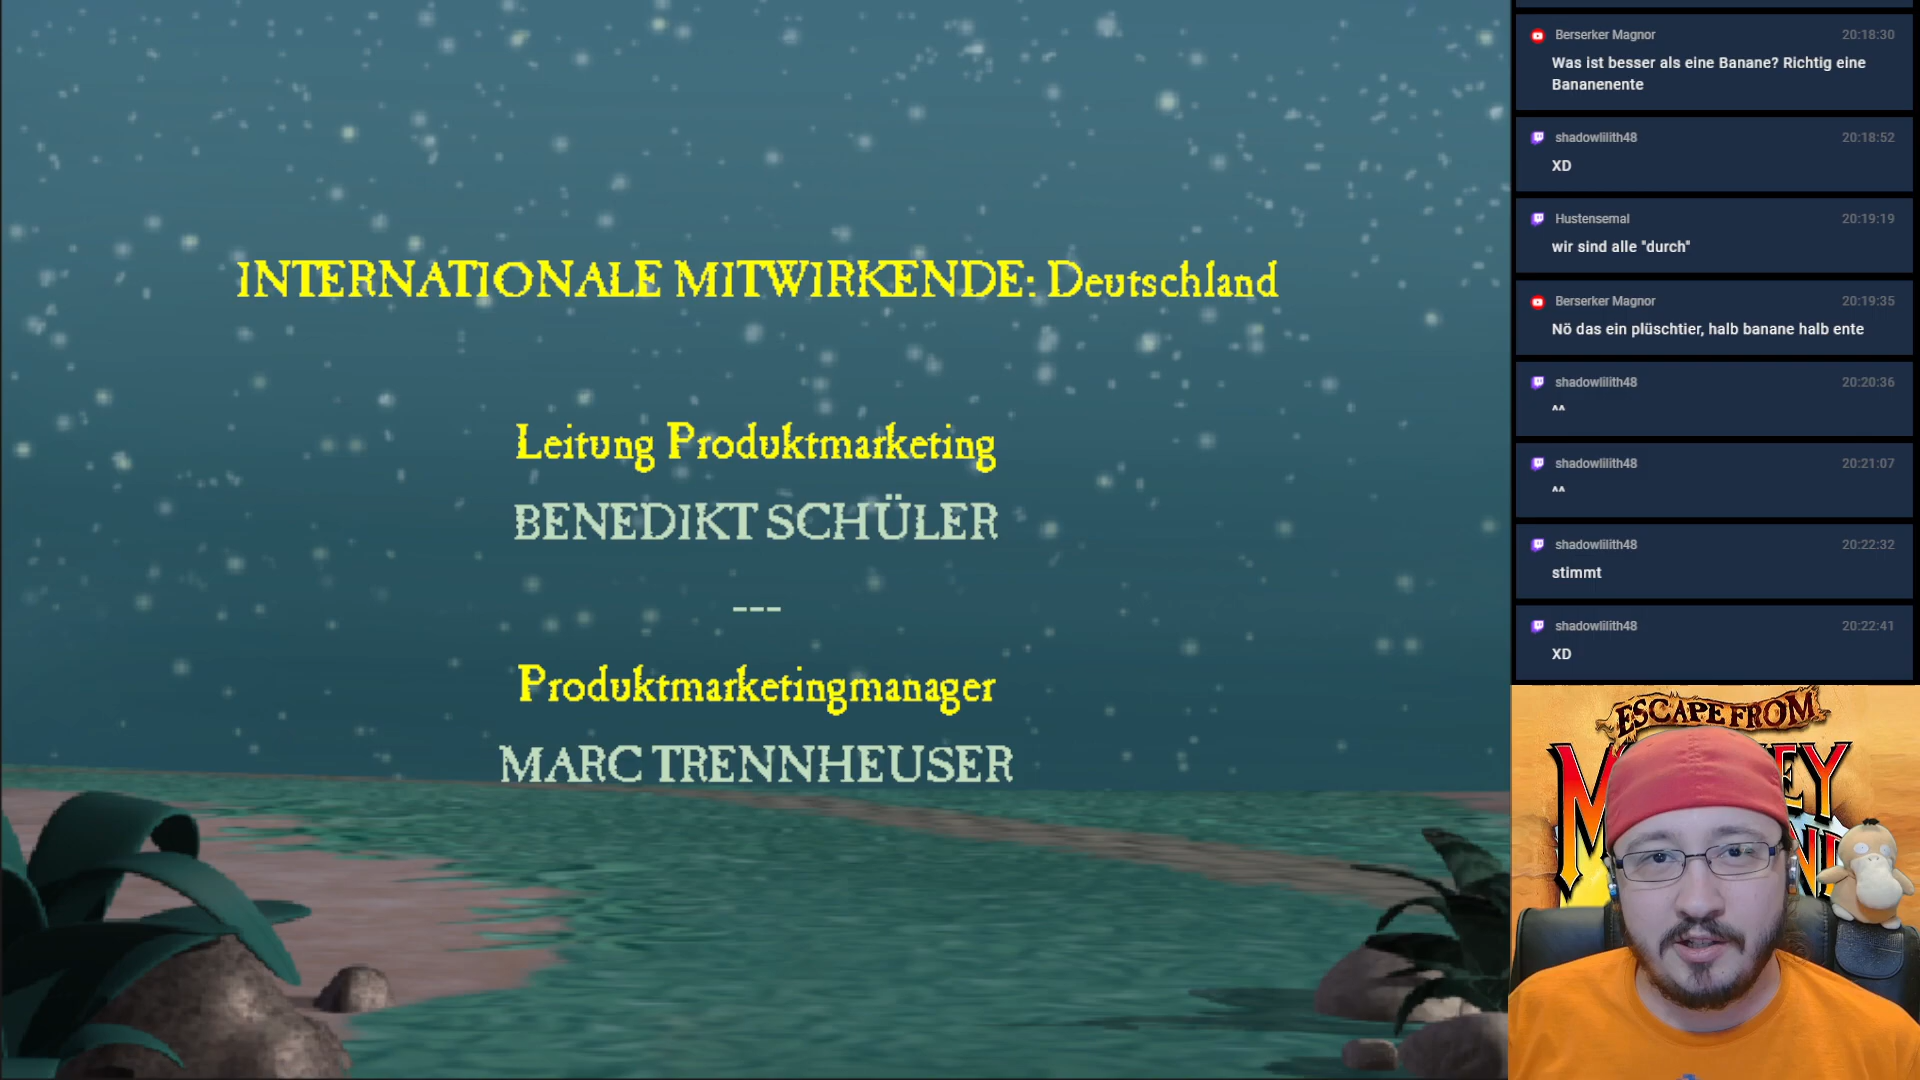 INTERNATIONALE MITWIRKENDE: Deutschland
Leitung Produktmarketing
BENEDIKT SCHÜLER
---
Produktmarketingmanager
MARC TRENNHEUSER
Berserker Magnor 20:18:30
Was ist besser als eine Banane? Richtig eine
Bananenente
shadowlilith48 20:18:52
XD
Hustensemal 20:19:19
wir sind alle "durch"
Berserker Magnor 20:19:35
Nö das ein plüschtier, halb banane halb ente
shadowlilith48 20:20:36
^^
shadowlilith48 20:21:07
^^
shadowlilith48 20:22:32
stimmt
shadowlilith48 20:22:41
XD
ESCAPE FROM